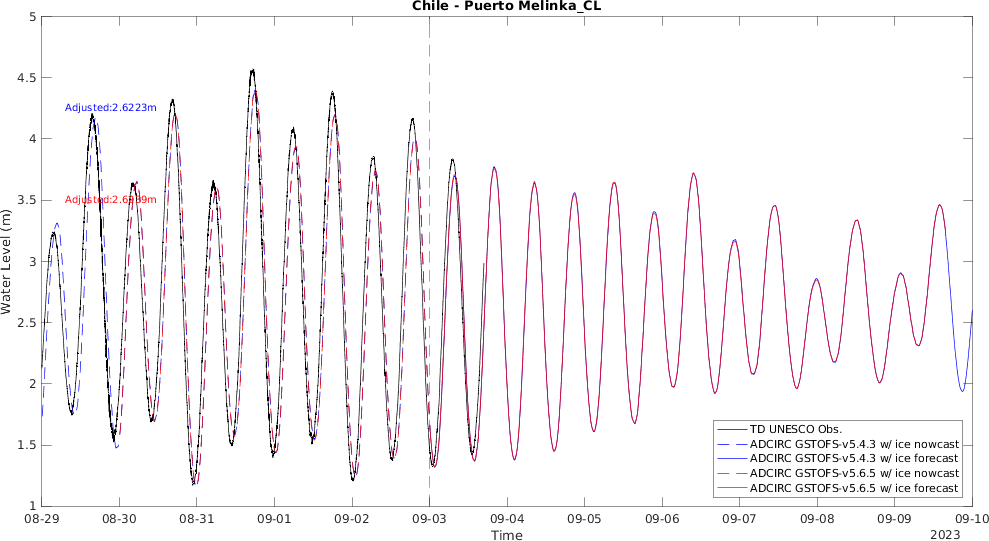 Chile - Puerto Melinka_CL
5
4.5
4
3.5
3
2.5
2
1.5
1
Water Level (m)
Adjusted:2.6223m
TD UNESCO Obs.
ADCIRC GSTOFS-v5.4.3 w/ ice nowcast
ADCIRC GSTOFS-v5.4.3 w/ ice forecast
ADCIRC GSTOFS-v5.6.5 w/ ice nowcast
ADCIRC GSTOFS-v5.6.5 w/ ice forecast
08-29 08-30 08-31 09-01 09-02 09-03 09-04 09-05 09-06 09-07 09-08 09-09 09-10
Time
2023